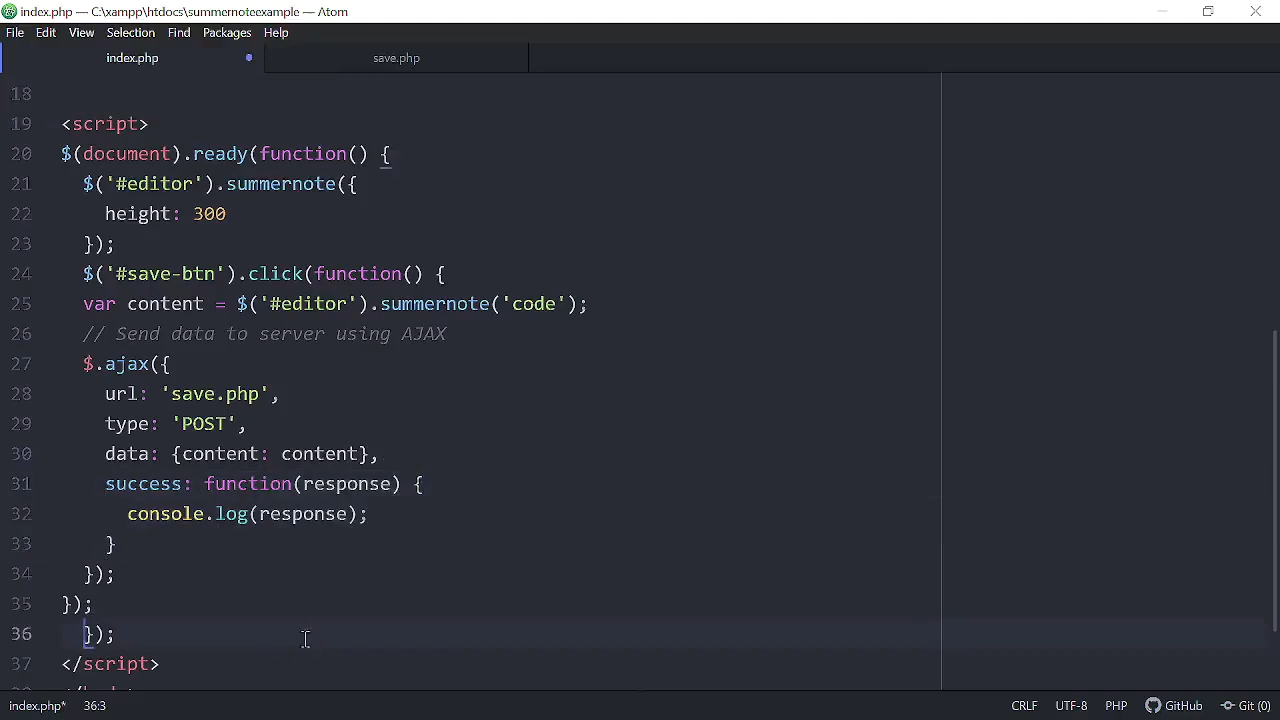 index.php — C:\xampp\htdocs\summernoteexample — Atom
File Edit View Selection Find Packages Help
index.php save.php
18
19 <script>
20 $(document).ready(function() {
21 $('#editor').summernote({
22 height: 300
23 });
24 $('#save-btn').click(function() {
25 var content = $('#editor').summernote('code');
26 // Send data to server using AJAX
27 $.ajax({
28 url: 'save.php',
29 type: 'POST',
30 data: {content: content},
31 success: function(response) {
32 console.log(response);
33 }
34 });
35 });
36 });
37 </script>
index.php* 36:3 CRLF UTF-8 PHP GitHub Git (0)